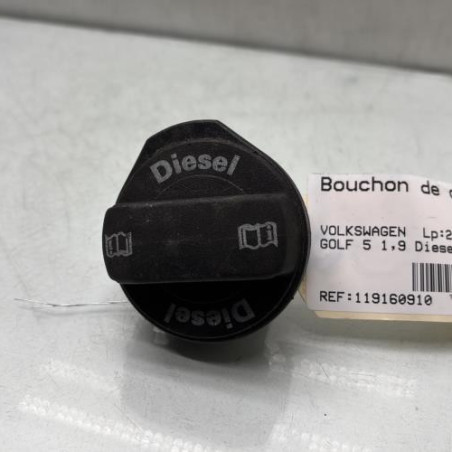 Diesel
Diesel
Bouchon de
VOLKSWAGEN Lp:2
GOLF 5 1,9 Diese
REF:119160910